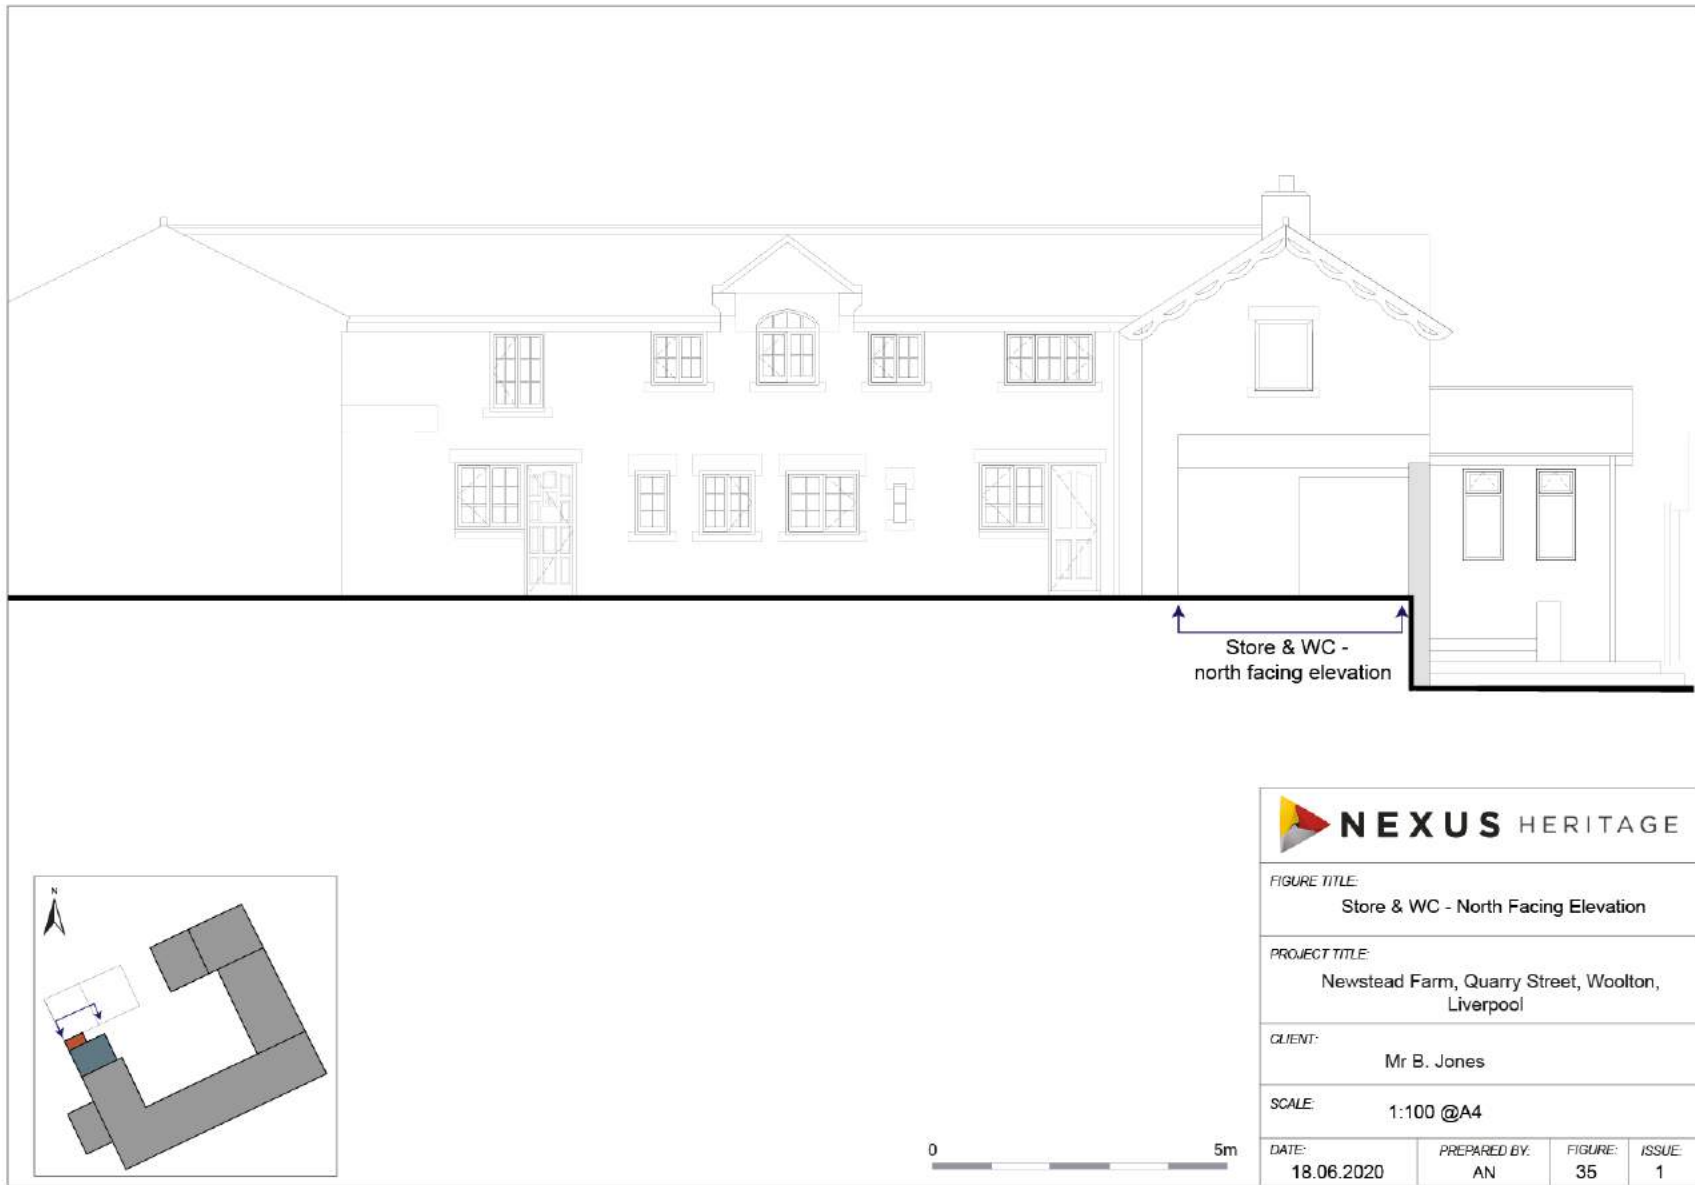 Store & WC -
north facing elevation
N
0 5m
NEXUS HERITAGE
FIGURE TITLE:
Store & WC - North Facing Elevation
PROJECT TITLE:
Newstead Farm, Quarry Street, Woolton,
Liverpool
CLIENT:
Mr B. Jones
SCALE:
1:100 @A4
DATE: PREPARED BY: FIGURE: ISSUE:
18.06.2020 AN 35 1